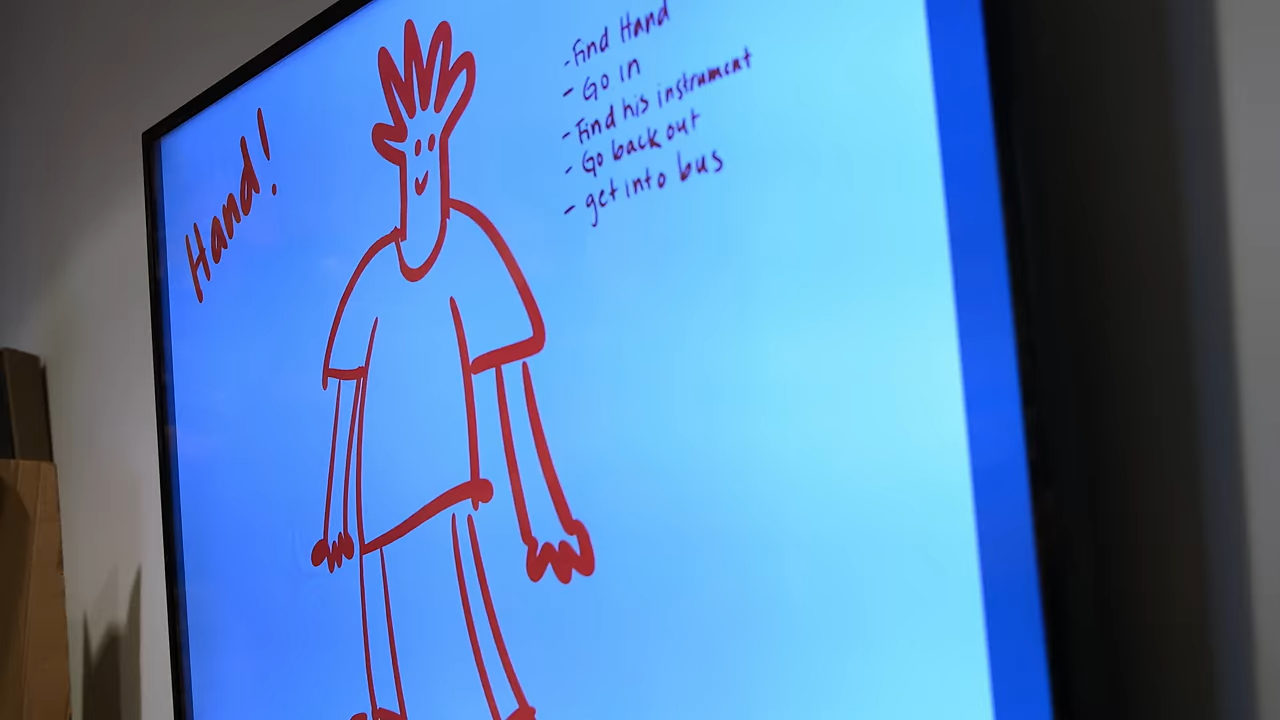 Hand!
- Find Hand
- Go in
- Find his instrument
- Go back out
- get into bus